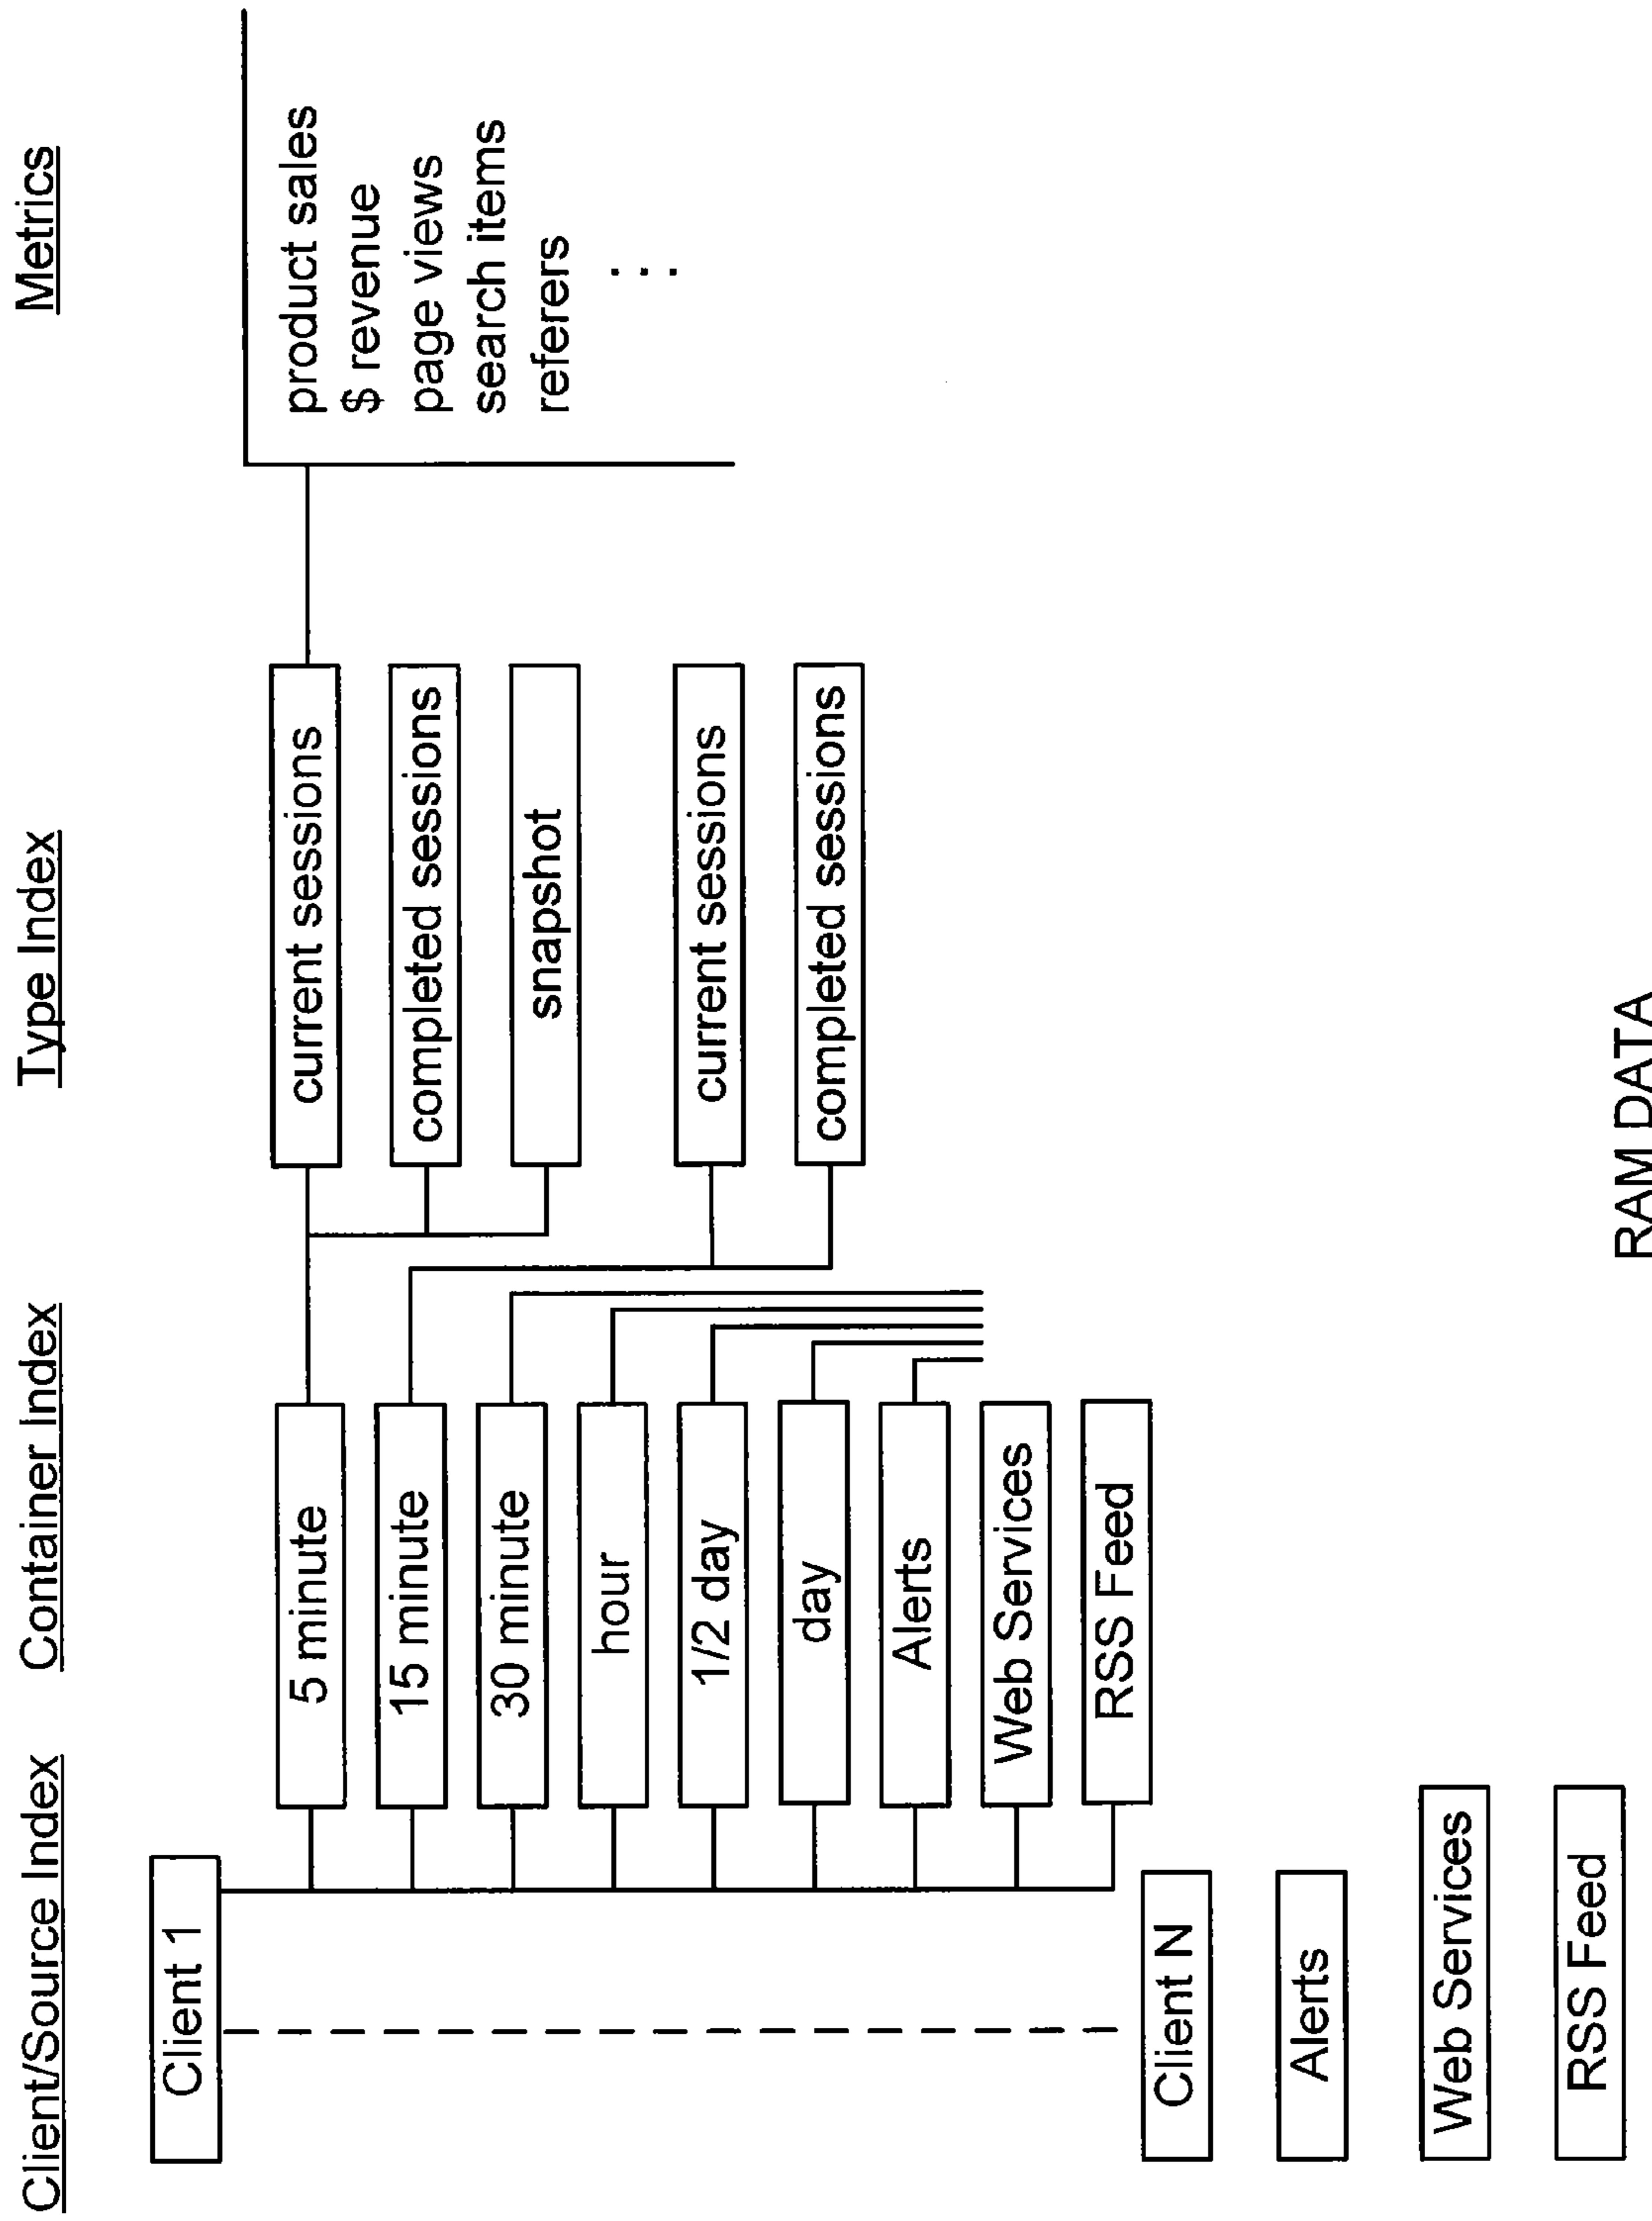 Client/Source Index
Container Index
Type Index
Metrics
Client 1
5 minute
15 minute
30 minute
hour
1/2 day
day
Alerts
Web Services
RSS Feed
current sessions
completed sessions
snapshot
current sessions
completed sessions
product sales
$ revenue
page views
search items
referers
...
Client N
Alerts
Web Services
RSS Feed
RAM DATA